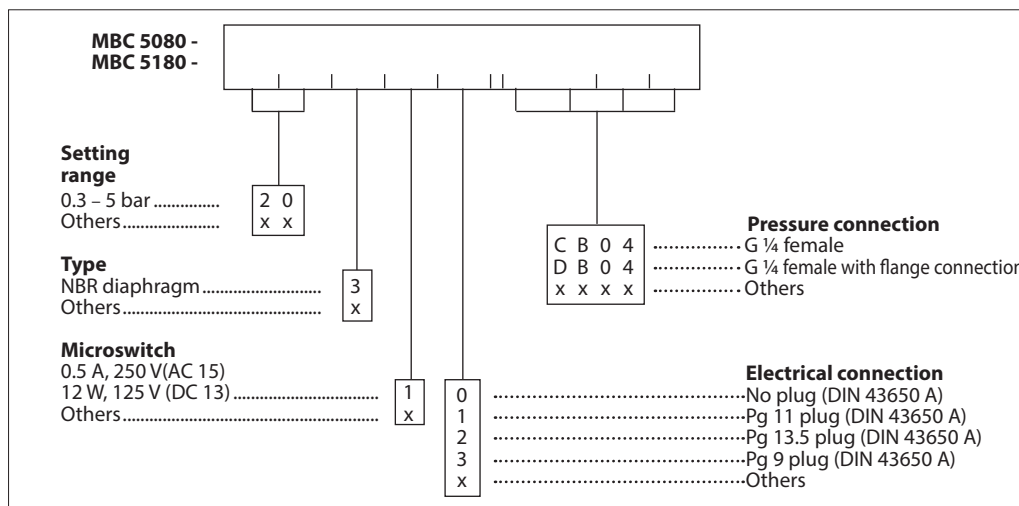 MBC 5080 -
MBC 5180 -
Setting
range
0.3 – 5 bar ............... 2 0
Others ....................... x x
Type
NBR diaphragm ............................ 3
Others .............................................. x
Microswitch
0.5 A, 250 V(AC 15)
12 W, 125 V (DC 13) ..................................... 1
Others ............................................................. x
Pressure connection
C B 0 4 .............. G ¼ female
D B 0 4 .............. G ¼ female with flange connection
x x x x .............. Others
Electrical connection
0 ........................................ No plug (DIN 43650 A)
1 ........................................ Pg 11 plug (DIN 43650 A)
2 ........................................ Pg 13.5 plug (DIN 43650 A)
3 ........................................ Pg 9 plug (DIN 43650 A)
x ........................................ Others